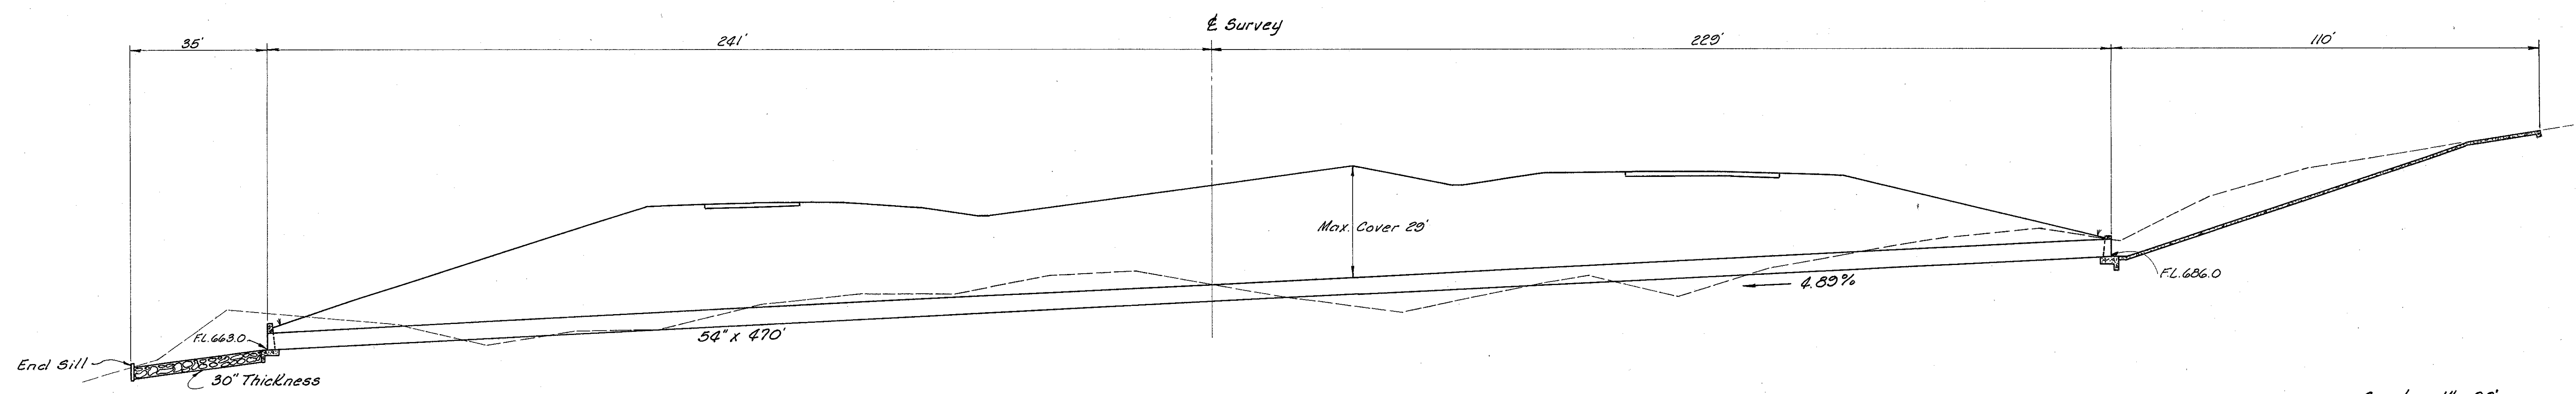 ℄ Survey
35'
241'
229'
110'
Max. Cover 29'
F.L.686.0
4.89%
F.L.663.0
54" x 470'
End Sill
30" Thickness